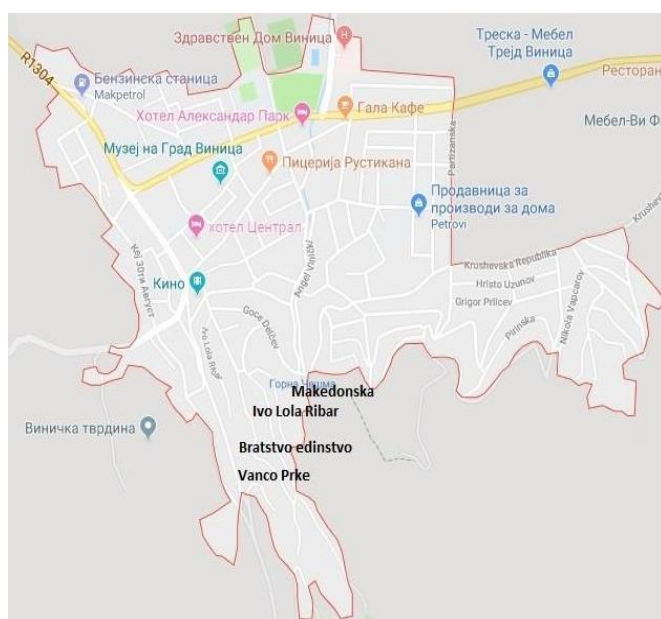 Здравствен Дом Виница
Треска - Мебел
Трејд Виница
R1304
Бензинска станица
Makpetrol
Ресторан
Хотел Александар Парк
Гала Кафе
Мебел-Ви Ф
Музеј на Град Виница
Пицерија Рустикана
Partizanska
Продавница за
производи за дома
Petrovi
хотел Централ
Кеј 30ти Август
Angel Vinički
Krushevska Republika
Hristo Uzunov
Кино
Grigor Prlicev
Goce Delčev
Pirinska
Nikola Vapcarov
Ivo Lola Ribar
Горна Чешма
Makedonska
Ivo Lola Ribar
Виничка тврдина
Bratstvo edinstvo
Vanco Prke